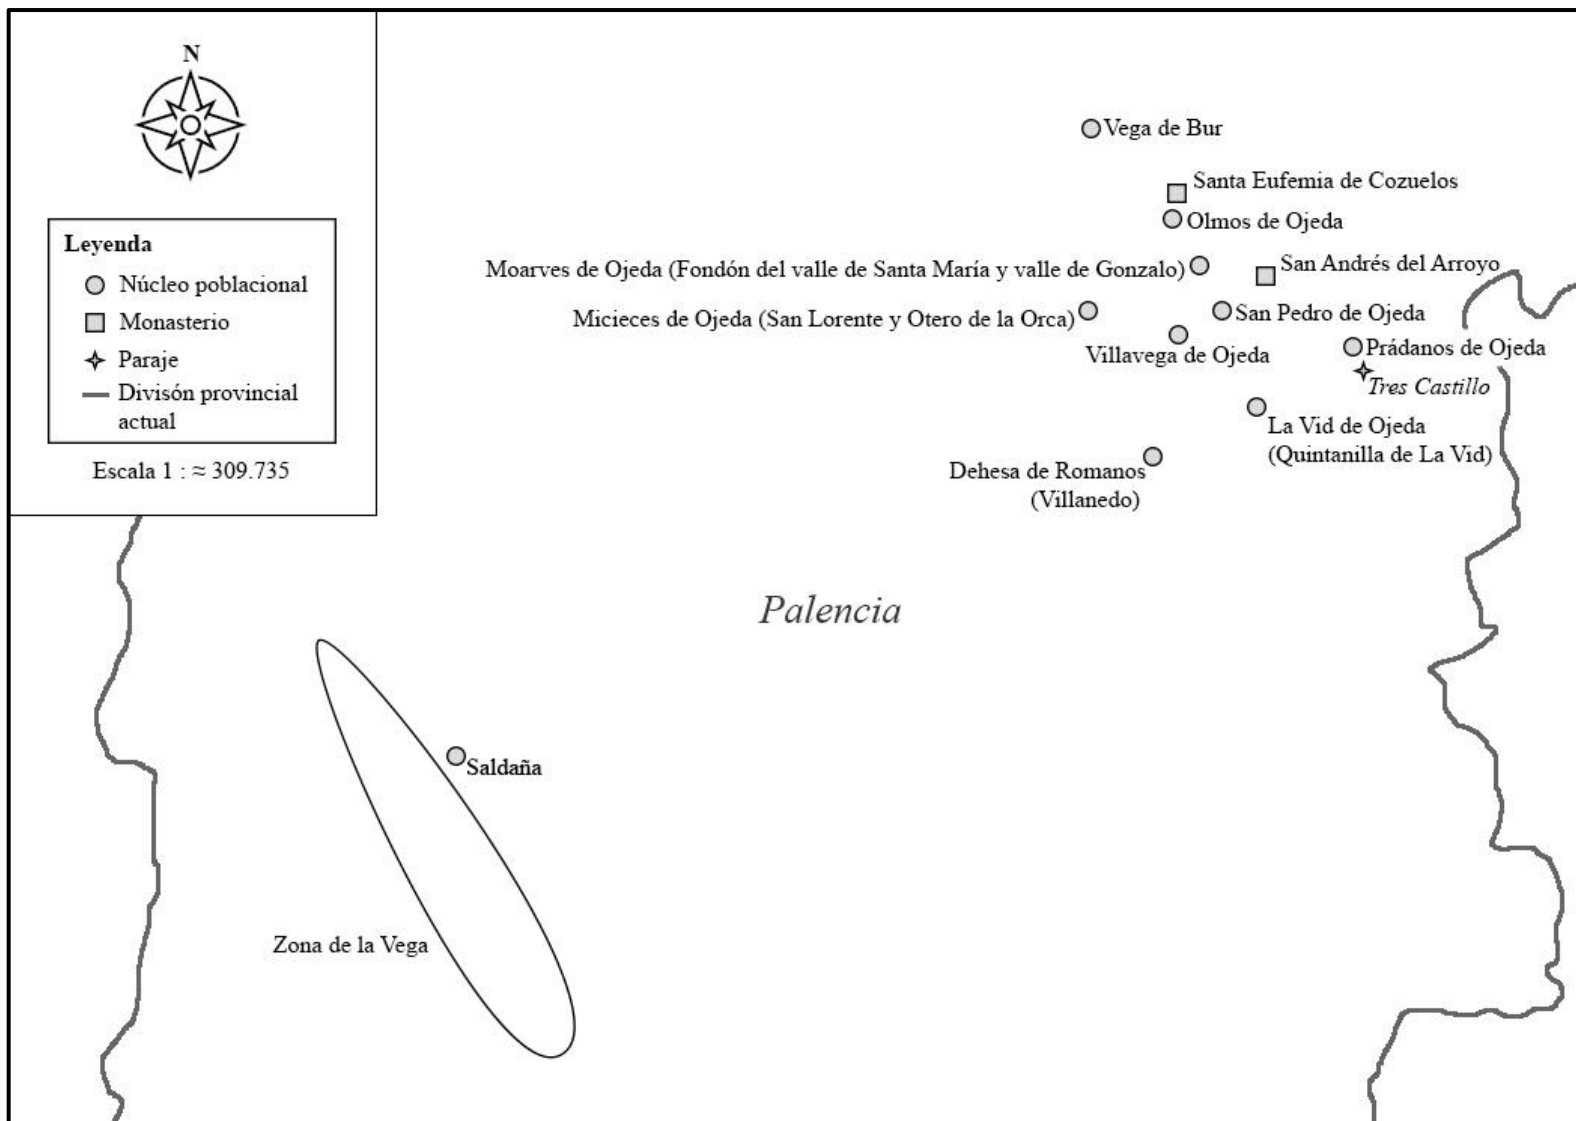 N
Leyenda
Núcleo poblacional
Monasterio
Paraje
Divisón provincial
actual
Escala 1 : ≈ 309.735
Vega de Bur
Santa Eufemia de Cozuelos
Olmos de Ojeda
Moarves de Ojeda (Fondón del valle de Santa María y valle de Gonzalo)
San Andrés del Arroyo
Micieces de Ojeda (San Lorente y Otero de la Orca)
San Pedro de Ojeda
Villavega de Ojeda
Prádanos de Ojeda
Tres Castillo
La Vid de Ojeda
(Quintanilla de La Vid)
Dehesa de Romanos
(Villanedo)
Palencia
Saldaña
Zona de la Vega